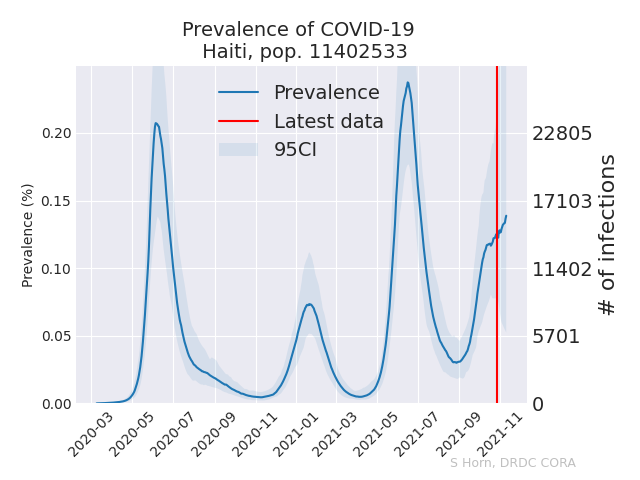 Prevalence of COVID-19
Haiti, pop. 11402533
Prevalence
Latest data
95CI
Prevalence (%)
0.20
0.15
0.10
0.05
0.00
22805
17103
11402
5701
0
# of infections
2020-03
2020-05
2020-07
2020-09
2020-11
2021-01
2021-03
2021-05
2021-07
2021-09
2021-11
S Horn, DRDC CORA